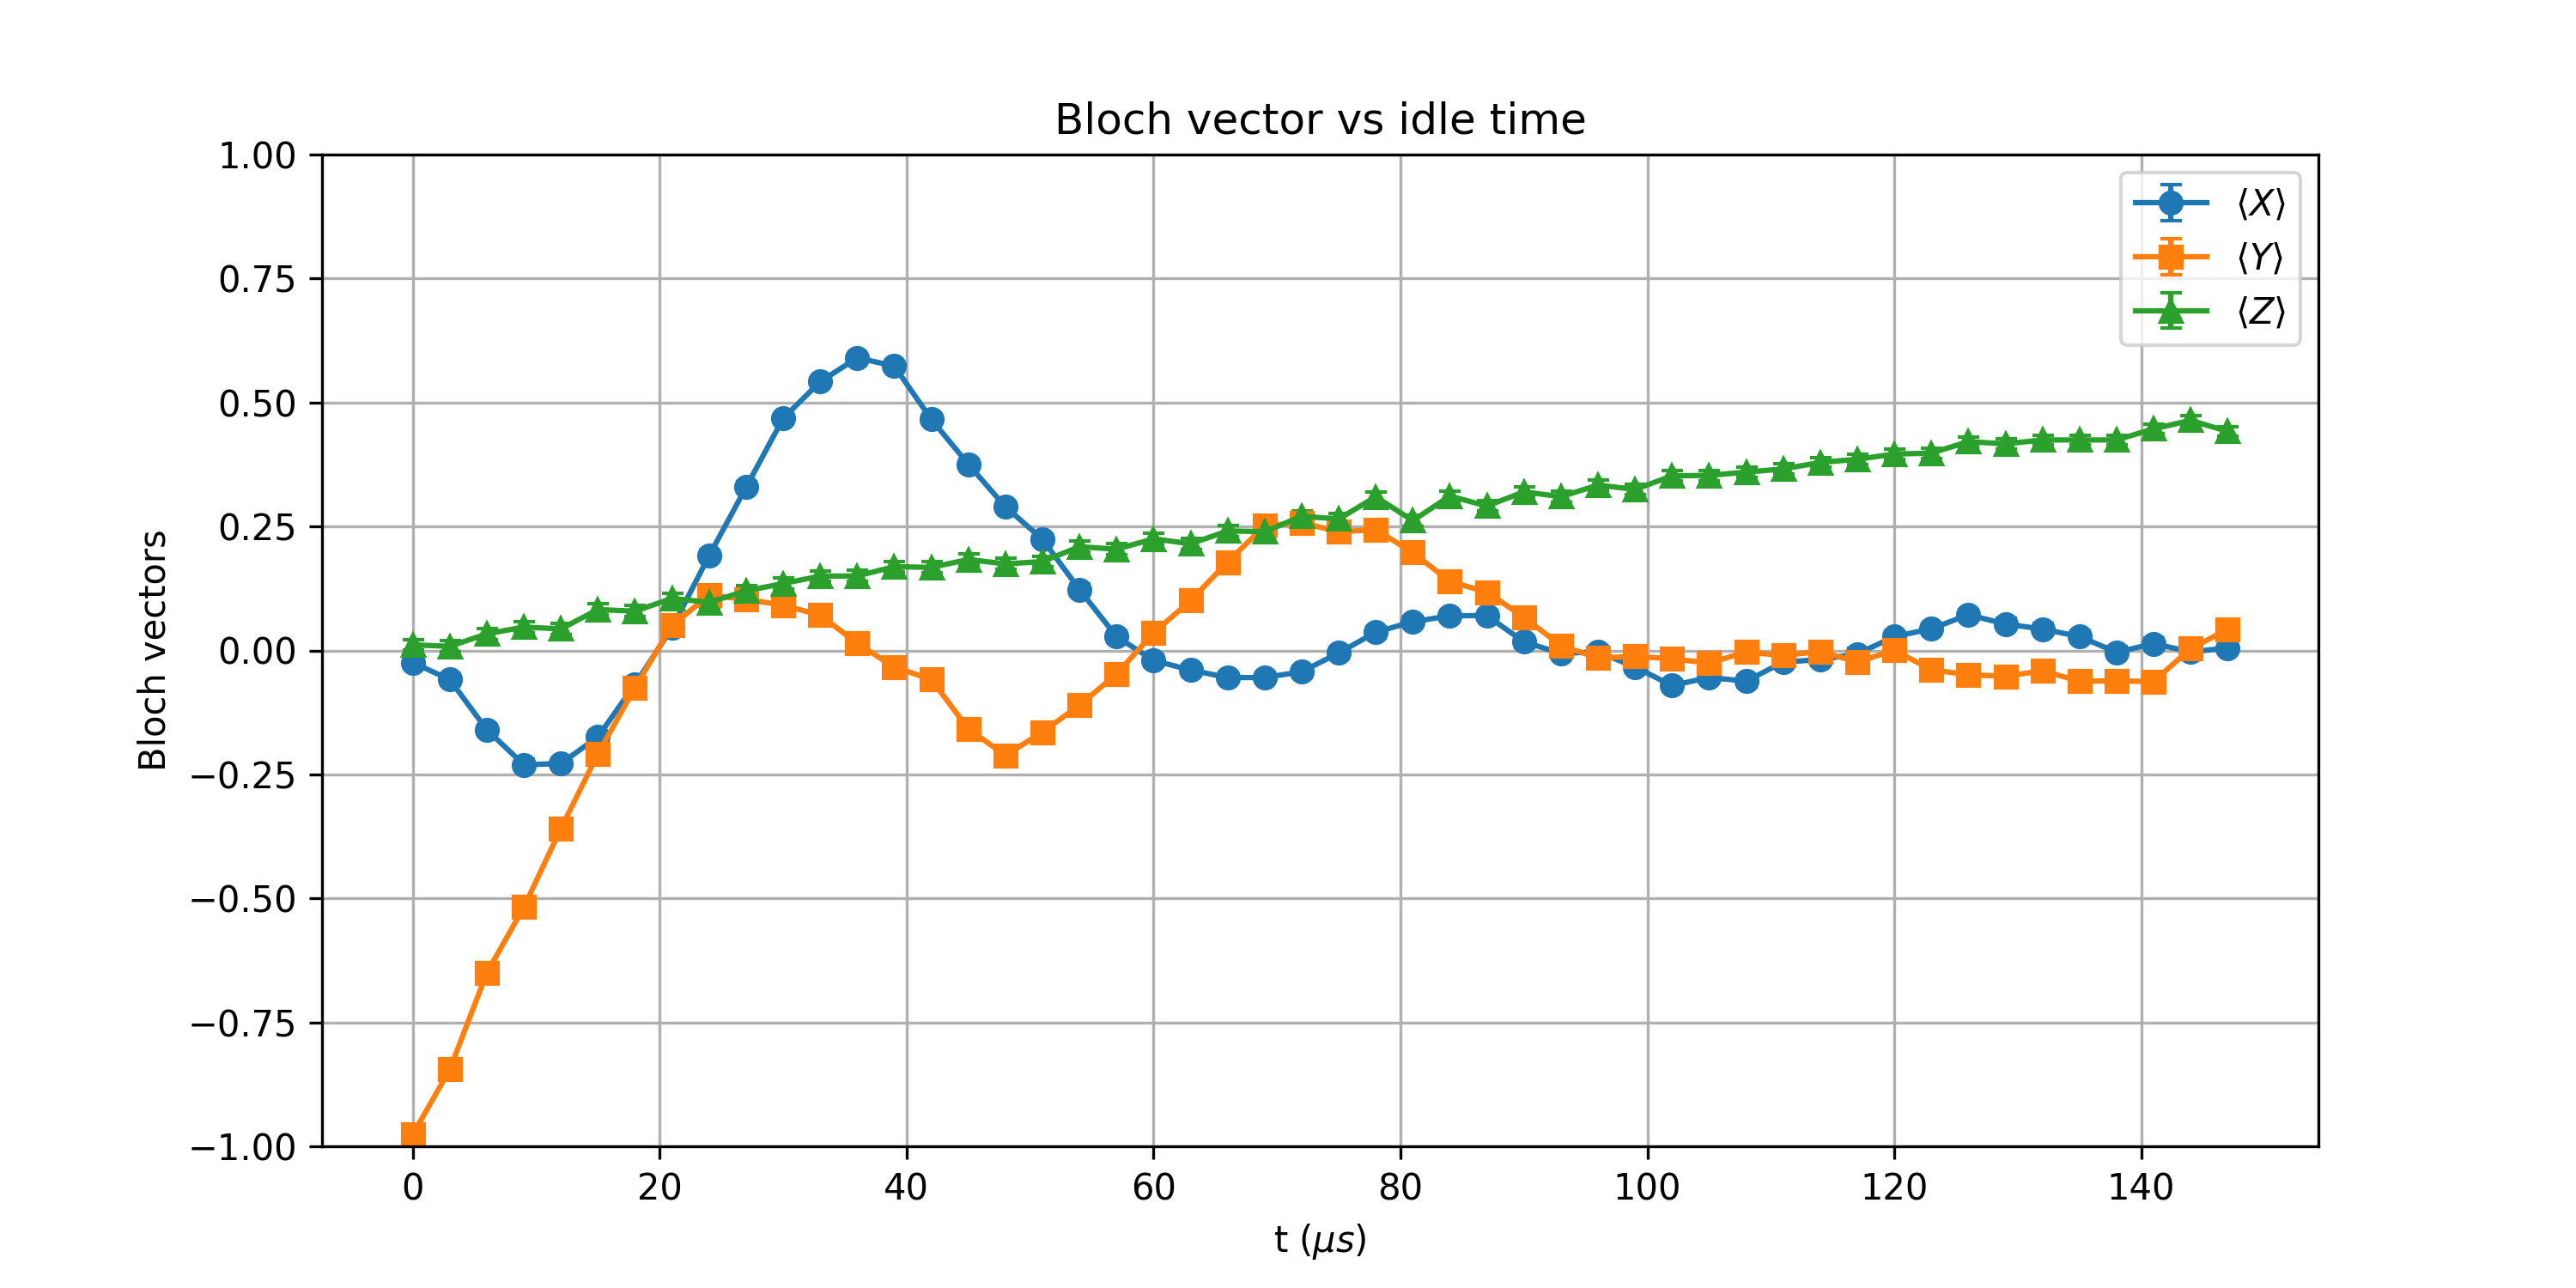 Bloch vector vs idle time
1.00
0.75
0.50
0.25
0.00
−0.25
−0.50
−0.75
−1.00
Bloch vectors
⟨X⟩
⟨Y⟩
⟨Z⟩
0 20 40 60 80 100 120 140
t (μs)